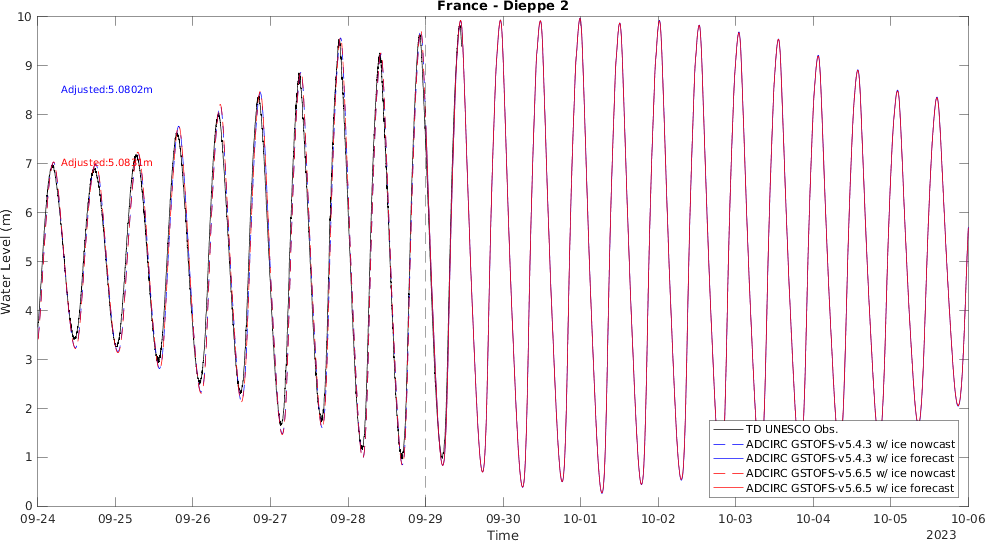 France - Dieppe 2
10
9
8
7
6
5
4
3
2
1
0
Water Level (m)
Adjusted:5.0802m
Adjusted:5.0831m
TD UNESCO Obs.
ADCIRC GSTOFS-v5.4.3 w/ ice nowcast
ADCIRC GSTOFS-v5.4.3 w/ ice forecast
ADCIRC GSTOFS-v5.6.5 w/ ice nowcast
ADCIRC GSTOFS-v5.6.5 w/ ice forecast
09-24 09-25 09-26 09-27 09-28 09-29 09-30 10-01 10-02 10-03 10-04 10-05 10-06
Time
2023